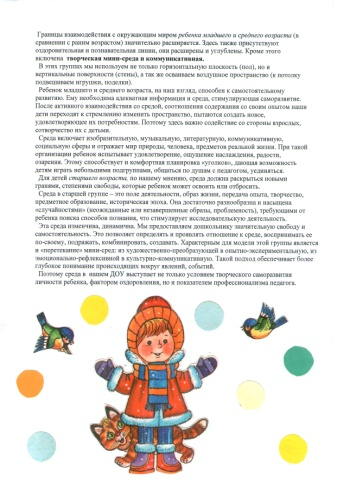 Границы взаимодействия с окружающим миром ребенка младшего и среднего возраста (в
сравнении с раним возрастом) значительно расширяется. Здесь также присутствуют
оздоровительная и познавательная линии, они расширены и углублены. Кроме этого
включена творческая мини-среда и коммуникативная.
В этих группах мы используем не только горизонтальную плоскость (пол), но и
вертикальные поверхности (стены), а так же осваиваем воздушное пространство (к потолку
подвешиваем игрушки, поделки).
Ребенок младшего и среднего возраста, на наш взгляд, способен к самостоятельному
развитию. Ему необходима адекватная информация и среда, стимулирующая саморазвитие.
После активного взаимодействия со средой, соотношения содержания со своим опытом наши
дети переходят к стремлению изменить пространство, пытаются создать новое,
удовлетворяющее их потребностям. Поэтому здесь важно содействие со стороны взрослых,
сотворчество их с детьми.
Среда включает изобразительную, музыкальную, литературную, коммуникативную,
социальную сферы и отражает мир природы, человека, предметов реальной жизни. При такой
организации ребенок испытывает удовлетворение, ощущение наслаждения, радости,
озарения. Этому способствует и комфортная планировка «уголков», дающая возможность
детям играть небольшими подгруппами, общаться по душам с педагогом, уединяться.
Для детей старшего возраста, по нашему мнению, среда должна раскрыться новыми
гранями, степенями свободы, которые ребенок может освоить или отбросить.
Среда в старшей группе – это поле деятельности, образ жизни, передача опыта, творчество,
предметное образование, историческая эпоха. Она достаточно разнообразна и насыщена
«случайностями» (неожиданные или незавершенные образы, проблемность), требующими от
ребенка поиска способов познания, что стимулирует исследовательскую деятельность.
Эта среда изменчива, динамична. Мы предоставляем дошкольнику значительную свободу и
самостоятельность. Это позволяет определять и проявлять отношение к среде, воспринимать ее
по-своему, подражать, комбинировать, создавать. Характерным для модели этой группы является
и «перетекание» мини-сред: из художественно-преобразующей в опытно-экспериментальную, из
эмоционально-рефлексивной в культурно-коммуникативную. Такой подход обеспечивает более
глубокое понимание происходящих вокруг явлений, событий.
Поэтому среда в нашем ДОУ выступает не только условием творческого саморазвития
личности ребенка, фактором оздоровления, но и показателем профессионализма педагога.